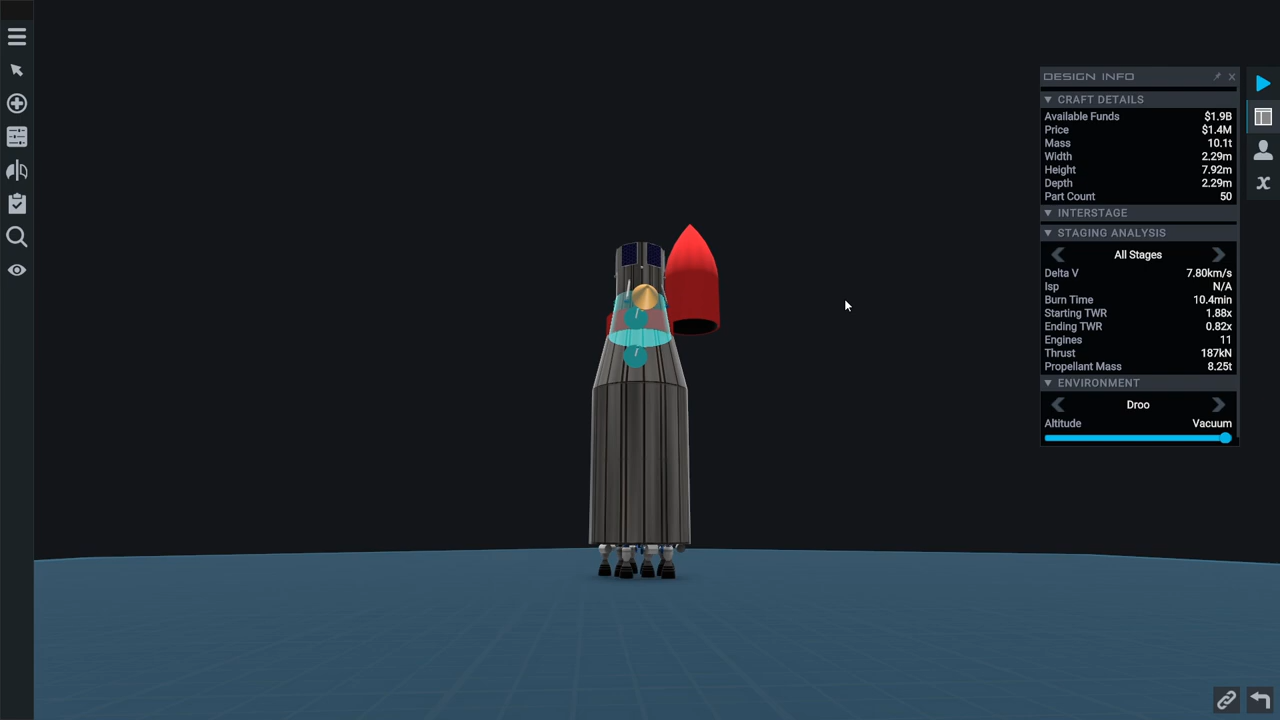 DESIGN INFO
CRAFT DETAILS
Available Funds $1.9B
Price $1.4M
Mass 10.1t
Width 2.29m
Height 7.92m
Depth 2.29m
Part Count 50
INTERSTAGE
STAGING ANALYSIS
All Stages
Delta V 7.80km/s
Isp N/A
Burn Time 10.4min
Starting TWR 1.88x
Ending TWR 0.82x
Engines 11
Thrust 187kN
Propellant Mass 8.25t
ENVIRONMENT
Droo
Altitude Vacuum